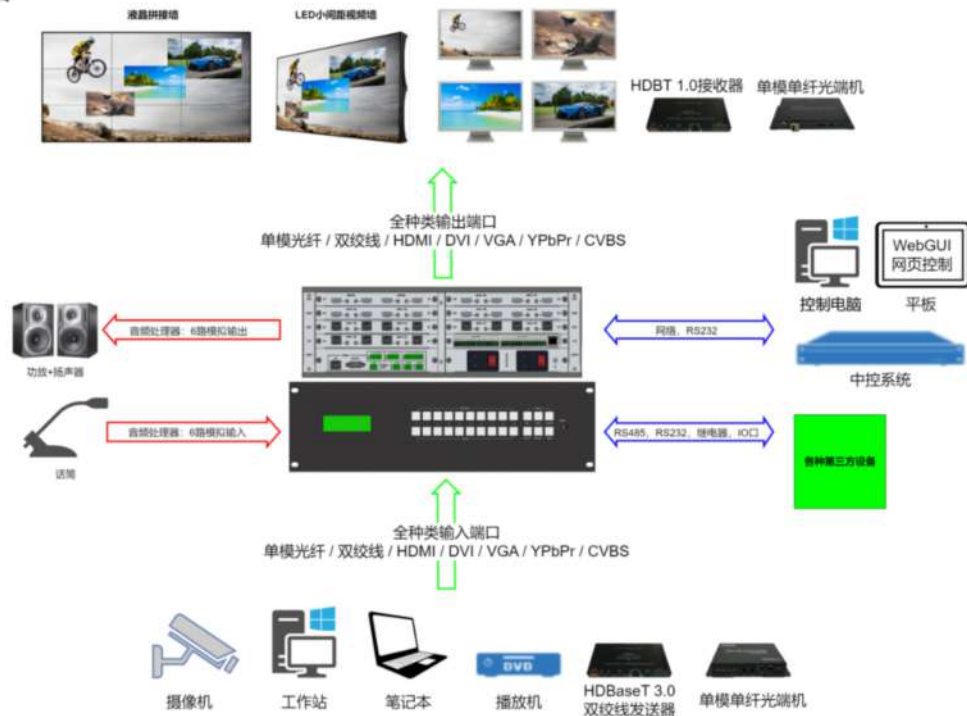 液晶拼接墙
LED小间距视频墙
HDBT 1.0接收器
单模单纤光端机
全种类输出端口
单模光纤 / 双绞线 / HDMI / DVI / VGA / YPbPr / CVBS
WebGUI
网页控制
控制电脑
平板
音频处理器：6路模拟输出
网络，RS232
功放+扬声器
中控系统
音频处理器：6路模拟输入
RS485，RS232，继电器，IO口
各种第三方设备
话筒
全种类输入端口
单模光纤 / 双绞线 / HDMI / DVI / VGA / YPbPr / CVBS
DVD
摄像机
工作站
笔记本
播放机
HDBaseT 3.0
双绞线发送器
单模单纤光端机